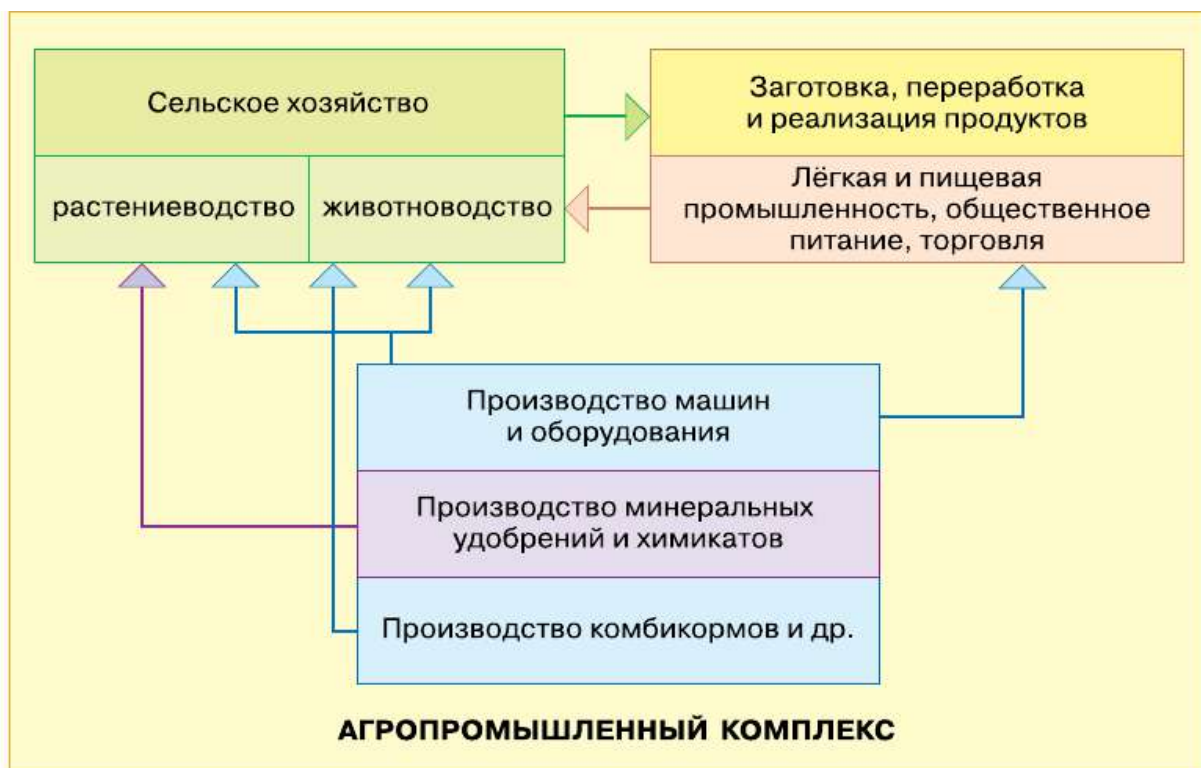 Сельское хозяйство
растениеводство
животноводство
Заготовка, переработка
и реализация продуктов
Лёгкая и пищевая
промышленность, общественное
питание, торговля
Производство машин
и оборудования
Производство минеральных
удобрений и химикатов
Производство комбикормов и др.
АГРОПРОМЫШЛЕННЫЙ КОМПЛЕКС